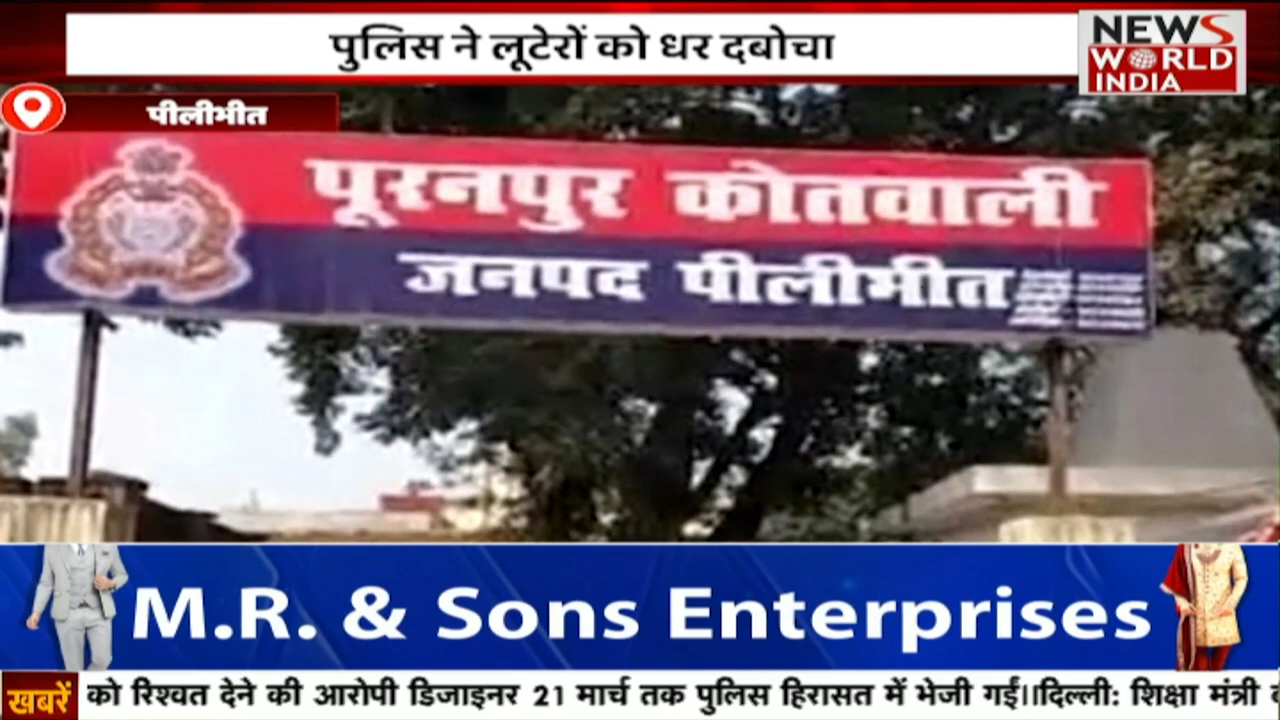 पुलिस ने लूटेरों को धर दबोचा
NEWS
WORLD
INDIA
पीलीभीत
पूरनपुर कोतवाली
जनपद पीलीभीत
M.R. & Sons Enterprises
खबरें को रिश्वत देने की आरोपी डिजाइनर 21 मार्च तक पुलिस हिरासत में भेजी गईं।।दिल्ली: शिक्षा मंत्री